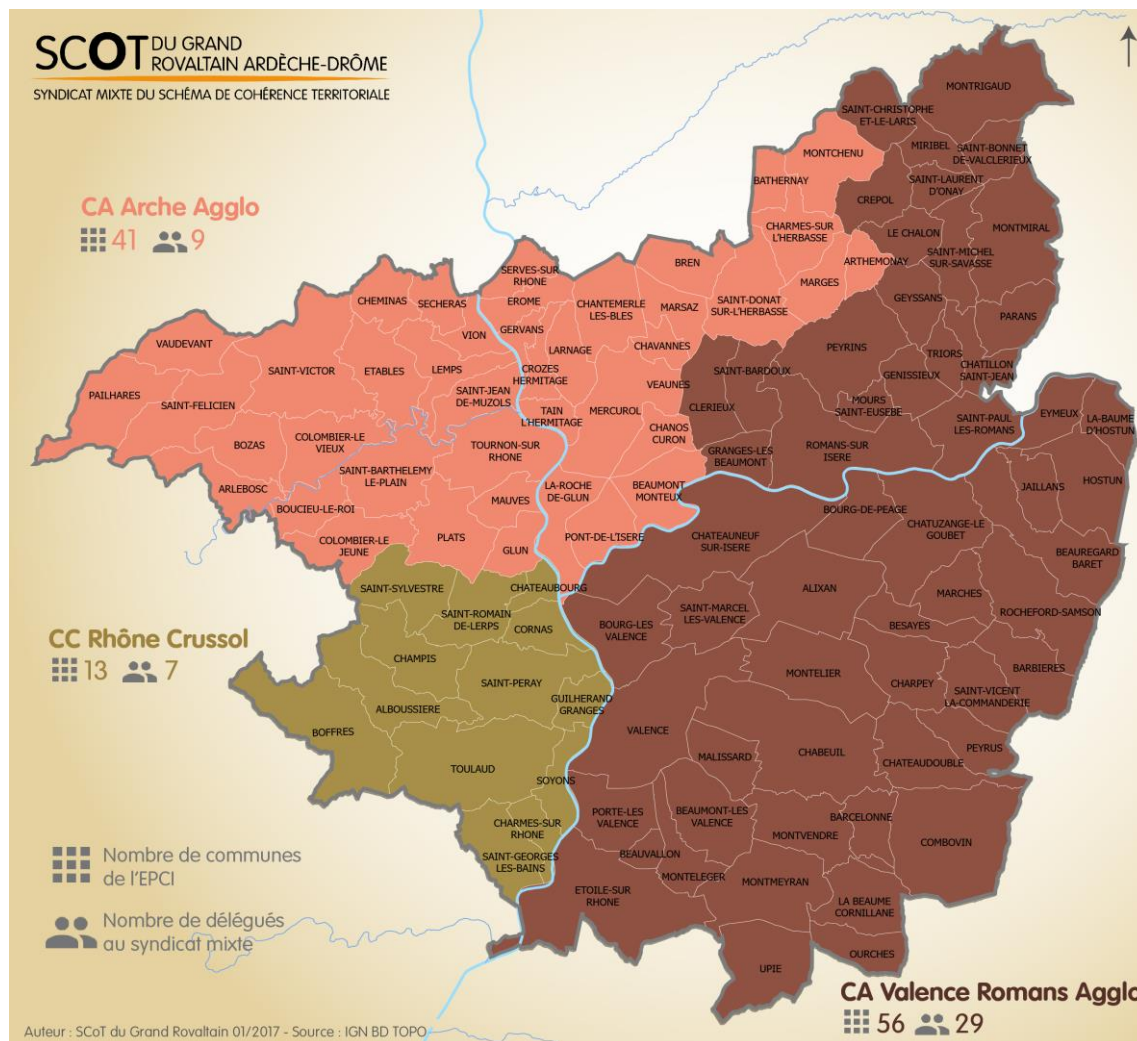 SCOT DU GRAND
ROVALTAIN ARDÈCHE-DRÔME
SYNDICAT MIXTE DU SCHÉMA DE COHÉRENCE TERRITORIALE
CA Arche Agglo
41 9
MONTRIGAUD
SAINT-CHRISTOPHE
ET-LE-LARIS
MIRIBEL
SAINT-BONNET
DE-VALCLERIEUX
MONTCHENU
BATHERNAY
SAINT-LAURENT
D'ONAY
CREPOL
CHARMES-SUR
L'HERBASSE
LE CHALON
MONTMIRAL
SAINT-MICHEL
SUR-SAVASSE
ARTHEMONAY
BREN
MARGES
SERVES-SUR
RHONE
GEYSSANS
CHEMINAS
SECHERAS
EROME
CHANTEMERLE
LES-BLES
MARSAZ
SAINT-DONAT
SUR-L'HERBASSE
PARANS
VION
GERVANS
VAUDEVANT
LARNAGE
CHAVANNES
PEYRINS
TRIORS
CHATILLON
SAINT-JEAN
SAINT-VICTOR
ETABLES
LEMPS
CROZES
HERMITAGE
SAINT-BARDOUX
GENISSIEUX
PAILHARES
SAINT-FELICIEN
SAINT-JEAN
DE-MUZOLS
VEAUNES
CLERIEUX
MOURS
SAINT-EUSEBE
TAIN
L'HERMITAGE
MERCUROL
SAINT-PAUL
LES-ROMANS
EYMEUX
LA-BAUME
D'HOSTUN
BOZAS
COLOMBIER-LE
VIEUX
TOURNON-SUR
RHONE
CHANOS
CURON
GRANGES-LES
BEAUMONT
ROMANS-SUR
ISERE
SAINT-BARTHELEMY
LE-PLAIN
ARLEBOSC
LA-ROCHE
DE-GLUN
BEAUMONT
MONTEUX
JAILLANS
HOSTUN
MAUVES
BOUCIEU-LE-ROI
BOURG-DE-PEAGE
CHATUZANGE-LE
GOUBET
COLOMBIER-LE
JEUNE
PLATS
GLUN
PONT-DE-L'ISERE
CHATEAUNEUF
SUR-ISERE
BEAUREGARD
BARET
SAINT-SYLVESTRE
CHATEAUBOURG
ALIXAN
MARCHES
SAINT-ROMAIN
DE-LERPS
SAINT-MARCEL
LES-VALENCE
ROCHEFORD-SAMSON
CC Rhône Crussol
13 7
CORNAS
BOURG-LES
VALENCE
BESAYES
CHAMPIS
BARBIERES
SAINT-PERAY
MONTELIER
CHARPEY
SAINT-VICENT
LA-COMMANDERIE
GUILHERAND
GRANGES
ALBOUSSIERE
BOFFRES
VALENCE
PEYRUS
MALISSARD
CHABEUIL
CHATEAUDOUBLE
TOULAUD
SOYONS
PORTE-LES
VALENCE
BEAUMONT-LES
VALENCE
BARCELONNE
CHARMES-SUR
RHONE
MONTVENDRE
COMBOVIN
SAINT-GEORGES
LES-BAINS
BEAUVALLON
MONTELEGER
MONTMEYRAN
ETOILE-SUR
RHONE
LA BEAUME
CORNILLANE
OURCHES
UPIE
Nombre de communes
de l'EPCI
Nombre de délégués
au syndicat mixte
CA Valence Romans Agglo
56 29
Auteur : SCoT du Grand Rovaltain 01/2017 - Source : IGN BD TOPO